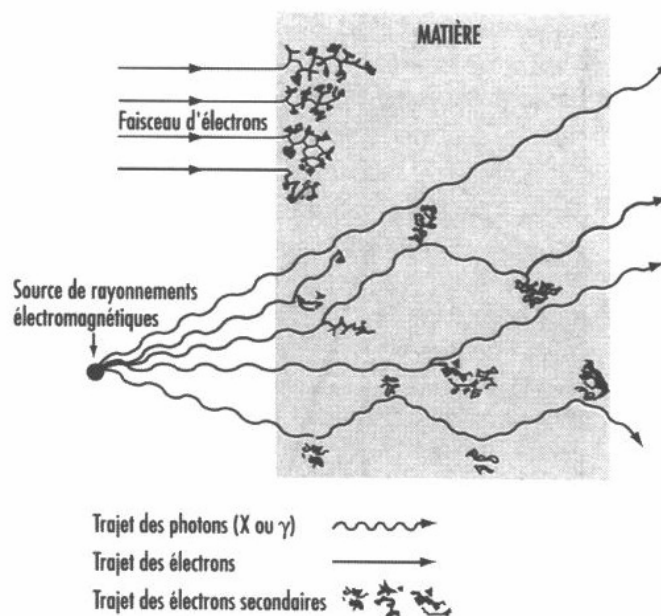 MATIÈRE
Faisceau d'électrons
Source de rayonnements
électromagnétiques
Trajet des photons (X ou γ)
Trajet des électrons
Trajet des électrons secondaires